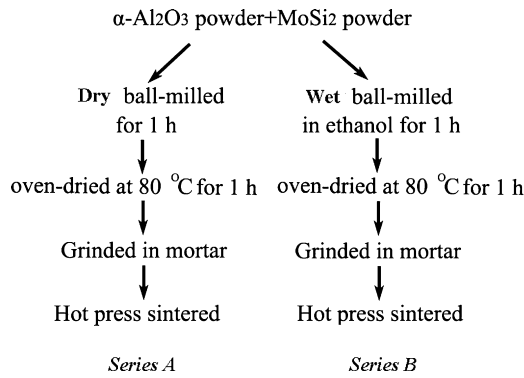 α-Al2O3 powder+MoSi2 powder
Dry ball-milled
for 1 h
Wet ball-milled
in ethanol for 1 h
oven-dried at 80 °C for 1 h
oven-dried at 80 °C for 1 h
Grinded in mortar
Grinded in mortar
Hot press sintered
Hot press sintered
Series A
Series B